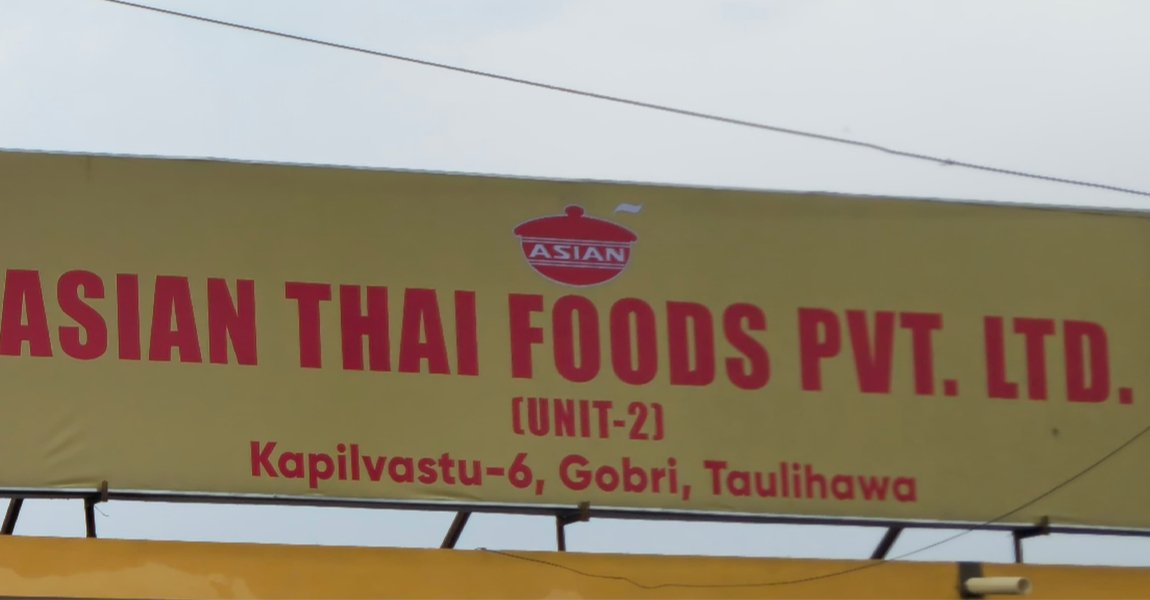 ASIAN
ASIAN THAI FOODS PVT. LTD.
(UNIT-2)
Kapilvastu-6, Gobri, Taulihawa